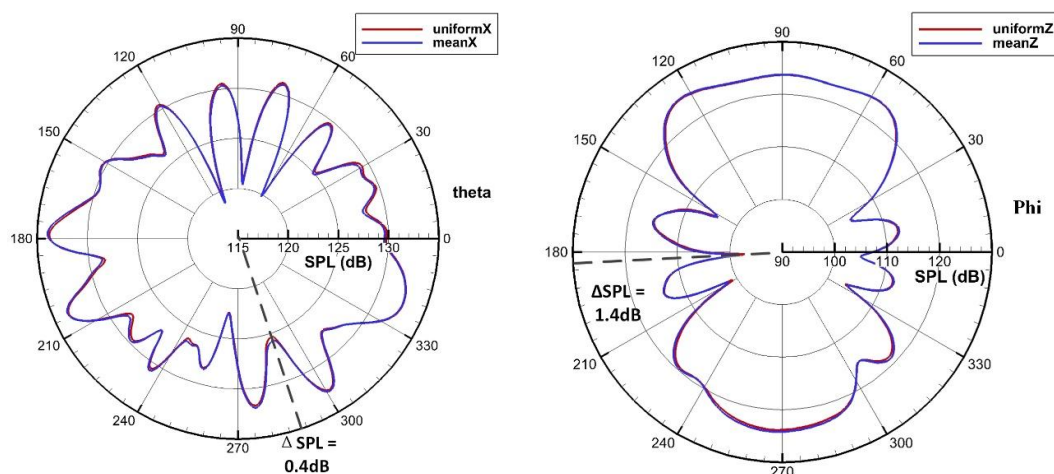 uniformX
meanX
90
120
60
150
30
theta
180
0
115
120
125
130
SPL (dB)
210
330
240
300
270
Δ SPL =
0.4dB
uniformZ
meanZ
90
120
60
150
30
Phi
180
0
90
100
110
120
SPL (dB)
ΔSPL =
1.4dB
210
330
240
300
270